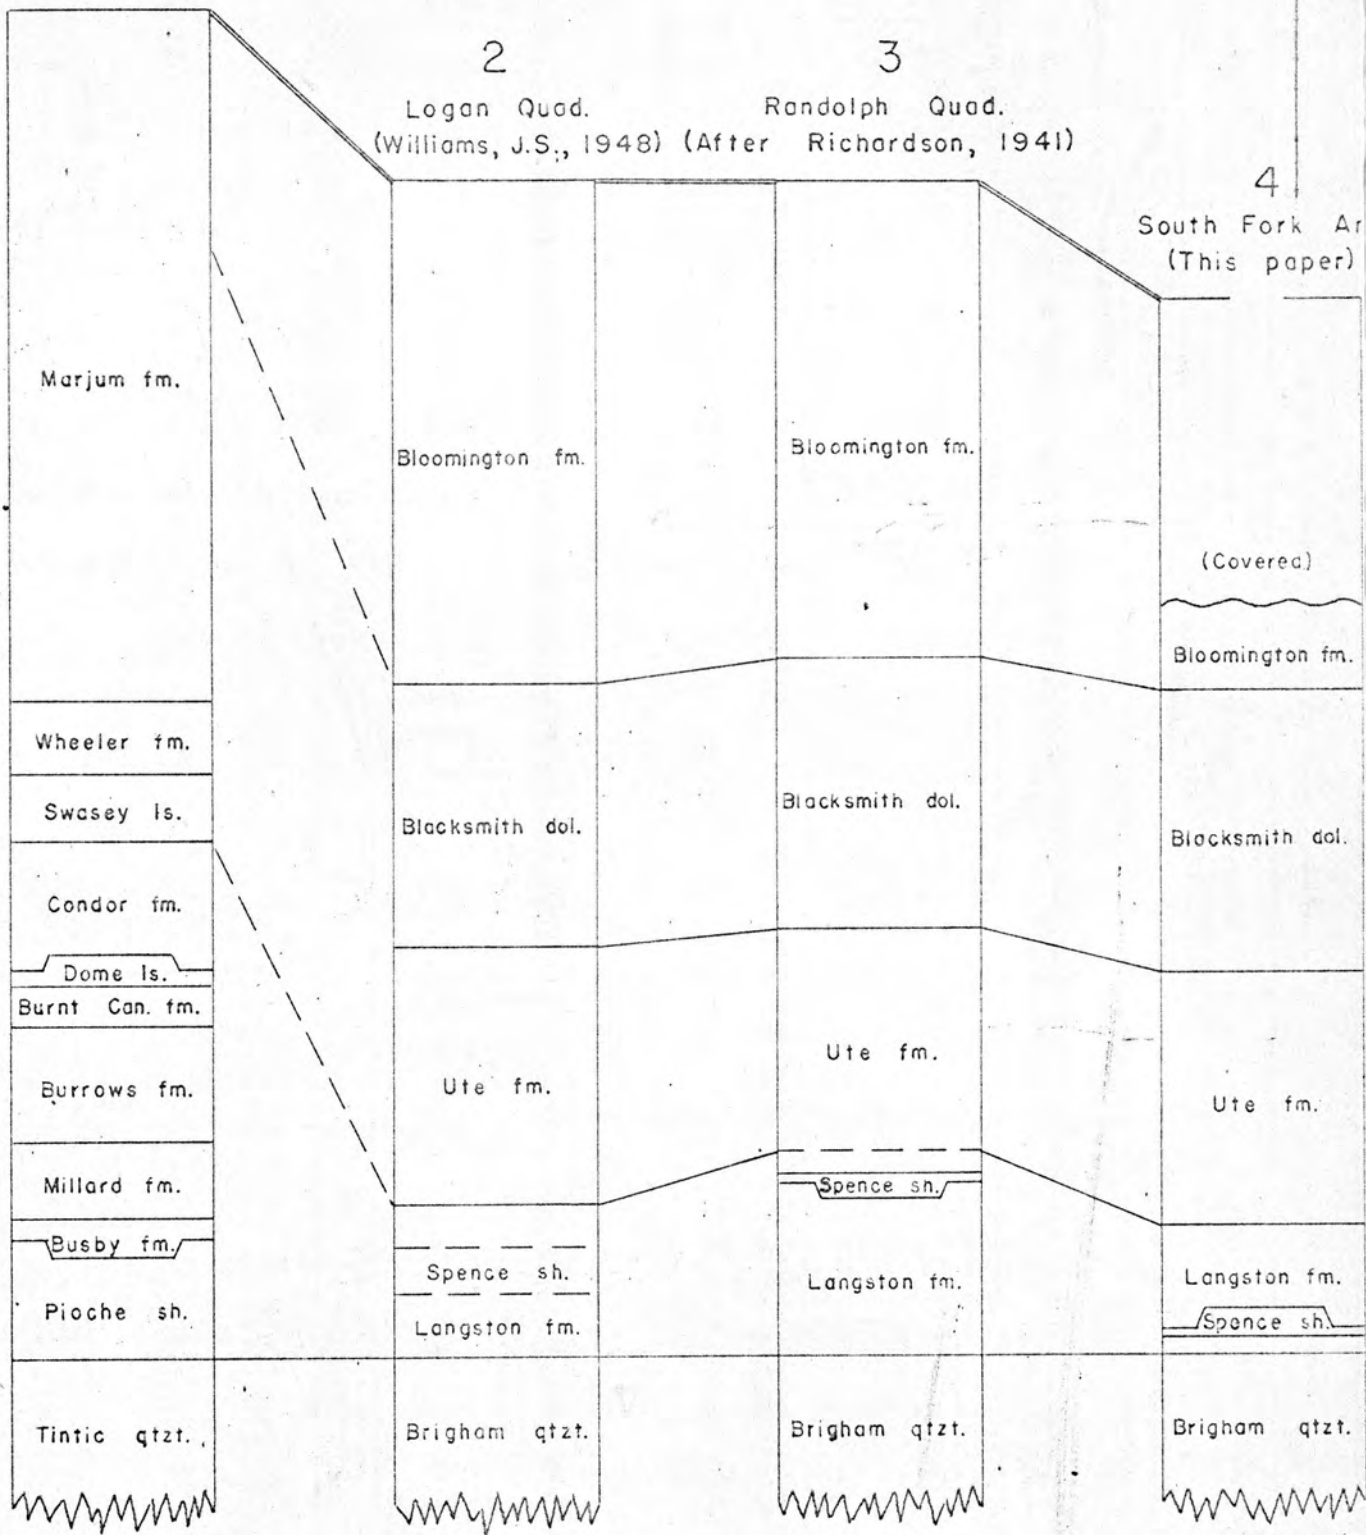 2
Logan Quad.
(Williams, J.S., 1948)
3
Randolph Quad.
(After Richardson, 1941)
4
South Fork Ar
(This paper)
Marjum fm.
Wheeler fm.
Swasey ls.
Condor fm.
Dome ls.
Burnt Can. fm.
Burrows fm.
Millard fm.
Busby fm.
Pioche sh.
Tintic qtzt.
Bloomington fm.
Blacksmith dol.
Ute fm.
Spence sh.
Langston fm.
Brigham qtzt.
Bloomington fm.
Blacksmith dol.
Ute fm.
Spence sh.
Langston fm.
Brigham qtzt.
(Covered)
Bloomington fm.
Blacksmith dol.
Ute fm.
Langston fm.
Spence sh.
Brigham qtzt.